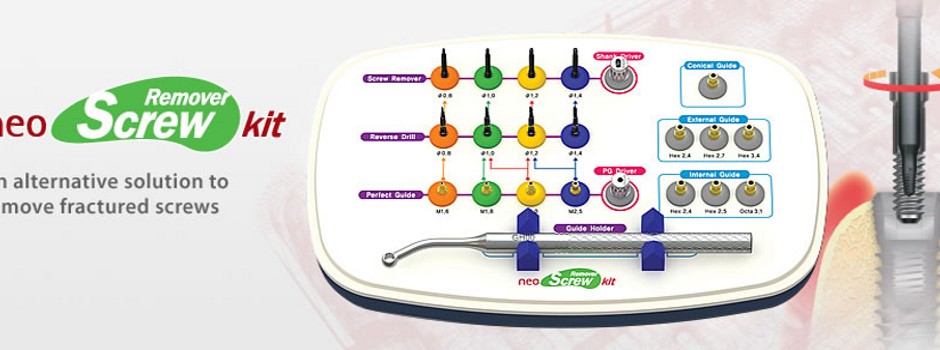 neo Screw Remover kit
n alternative solution to
move fractured screws
Shank Driver
Screw Remover
Ø0,8 Ø1,0 Ø1,2 Ø1,4
Conical Guide
Reverse Drill
Ø0,8 Ø1,0 Ø1,2 Ø1,4
External Guide
Hex 2,4 Hex 2,7 Hex 3,4
PG Driver
Perfect Guide
M1,6 M1,8 M2,5
Internal Guide
Hex 2,4 Hex 2,5 Octa 3,1
Guide Holder
neo Screw Remover kit